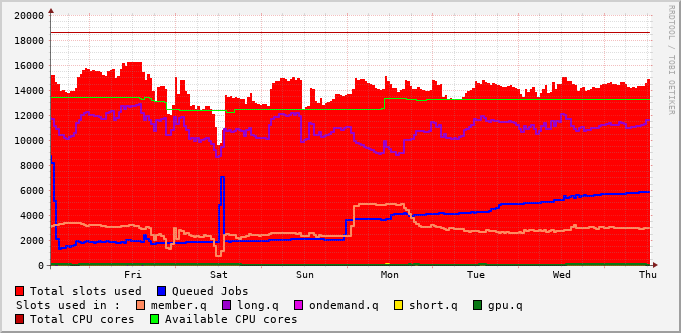 20000
18000
16000
14000
12000
10000
8000
6000
4000
2000
0
Fri Sat Sun Mon Tue Wed Thu
RRDTOOL / TOBI OETIKER
Total slots used Queued Jobs
Slots used in : member.q long.q ondemand.q short.q gpu.q
Total CPU cores Available CPU cores